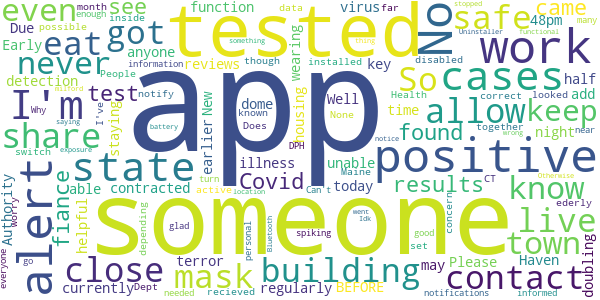 even
eat
got
never
tested
No
safe
came
48pm
work
Due
see
anyone
virus
inside
data
far
function
month
enough
possible
Early
detection
reviews
wearing
though
installed
key
disabled
People
notify
information
I'm
test
app
So
cases
half
correct
looked
add
Health
New
dome
Well
housing
time
allow
keep
together
near
Does
known
None
battery
share
staying
I've
Why
milford
saying
earlier
DPH
found
night
many
Uninstaller
functional
stopped
something
thing
switch
exposure
state
illness
unable
Maine
positive
wrong
notice
Otherwise
alert
Authority
worry
fiance
able
contracted
Covid
today
results
CT
know
ederly
helpful
active
turn
location
Can't
concern
live
depending
someone
personal
Bluetooth
went
Idk
good
set
may
Please
Haven
town
doubling
everyone
go
close
mask
terror
glad
spiking
building
contact
currently
Dept
regularly
needed
recieved
BEFORE
notifications
informed